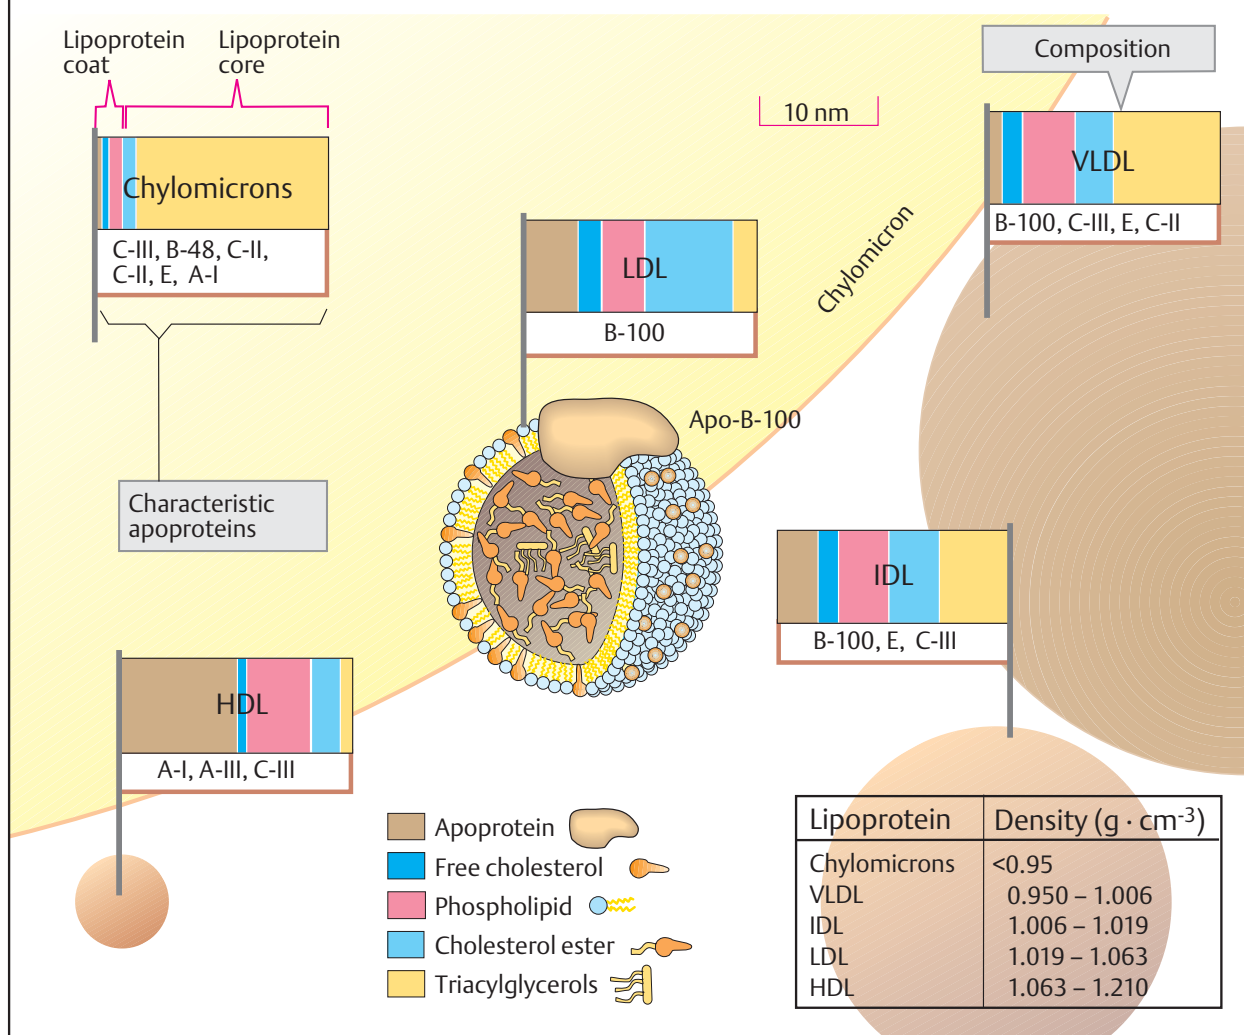 Lipoprotein
coat
Lipoprotein
core
Composition
10 nm
Chylomicrons
C-III, B-48, C-II,
C-II, E, A-I
VLDL
B-100, C-III, E, C-II
LDL
B-100
Chylomicron
Apo-B-100
Characteristic
apoproteins
IDL
B-100, E, C-III
HDL
A-I, A-III, C-III
Apoprotein
Free cholesterol
Phospholipid
Cholesterol ester
Triacylglycerols
Lipoprotein Density (g · cm-3)
Chylomicrons <0.95
VLDL 0.950 – 1.006
IDL 1.006 – 1.019
LDL 1.019 – 1.063
HDL 1.063 – 1.210